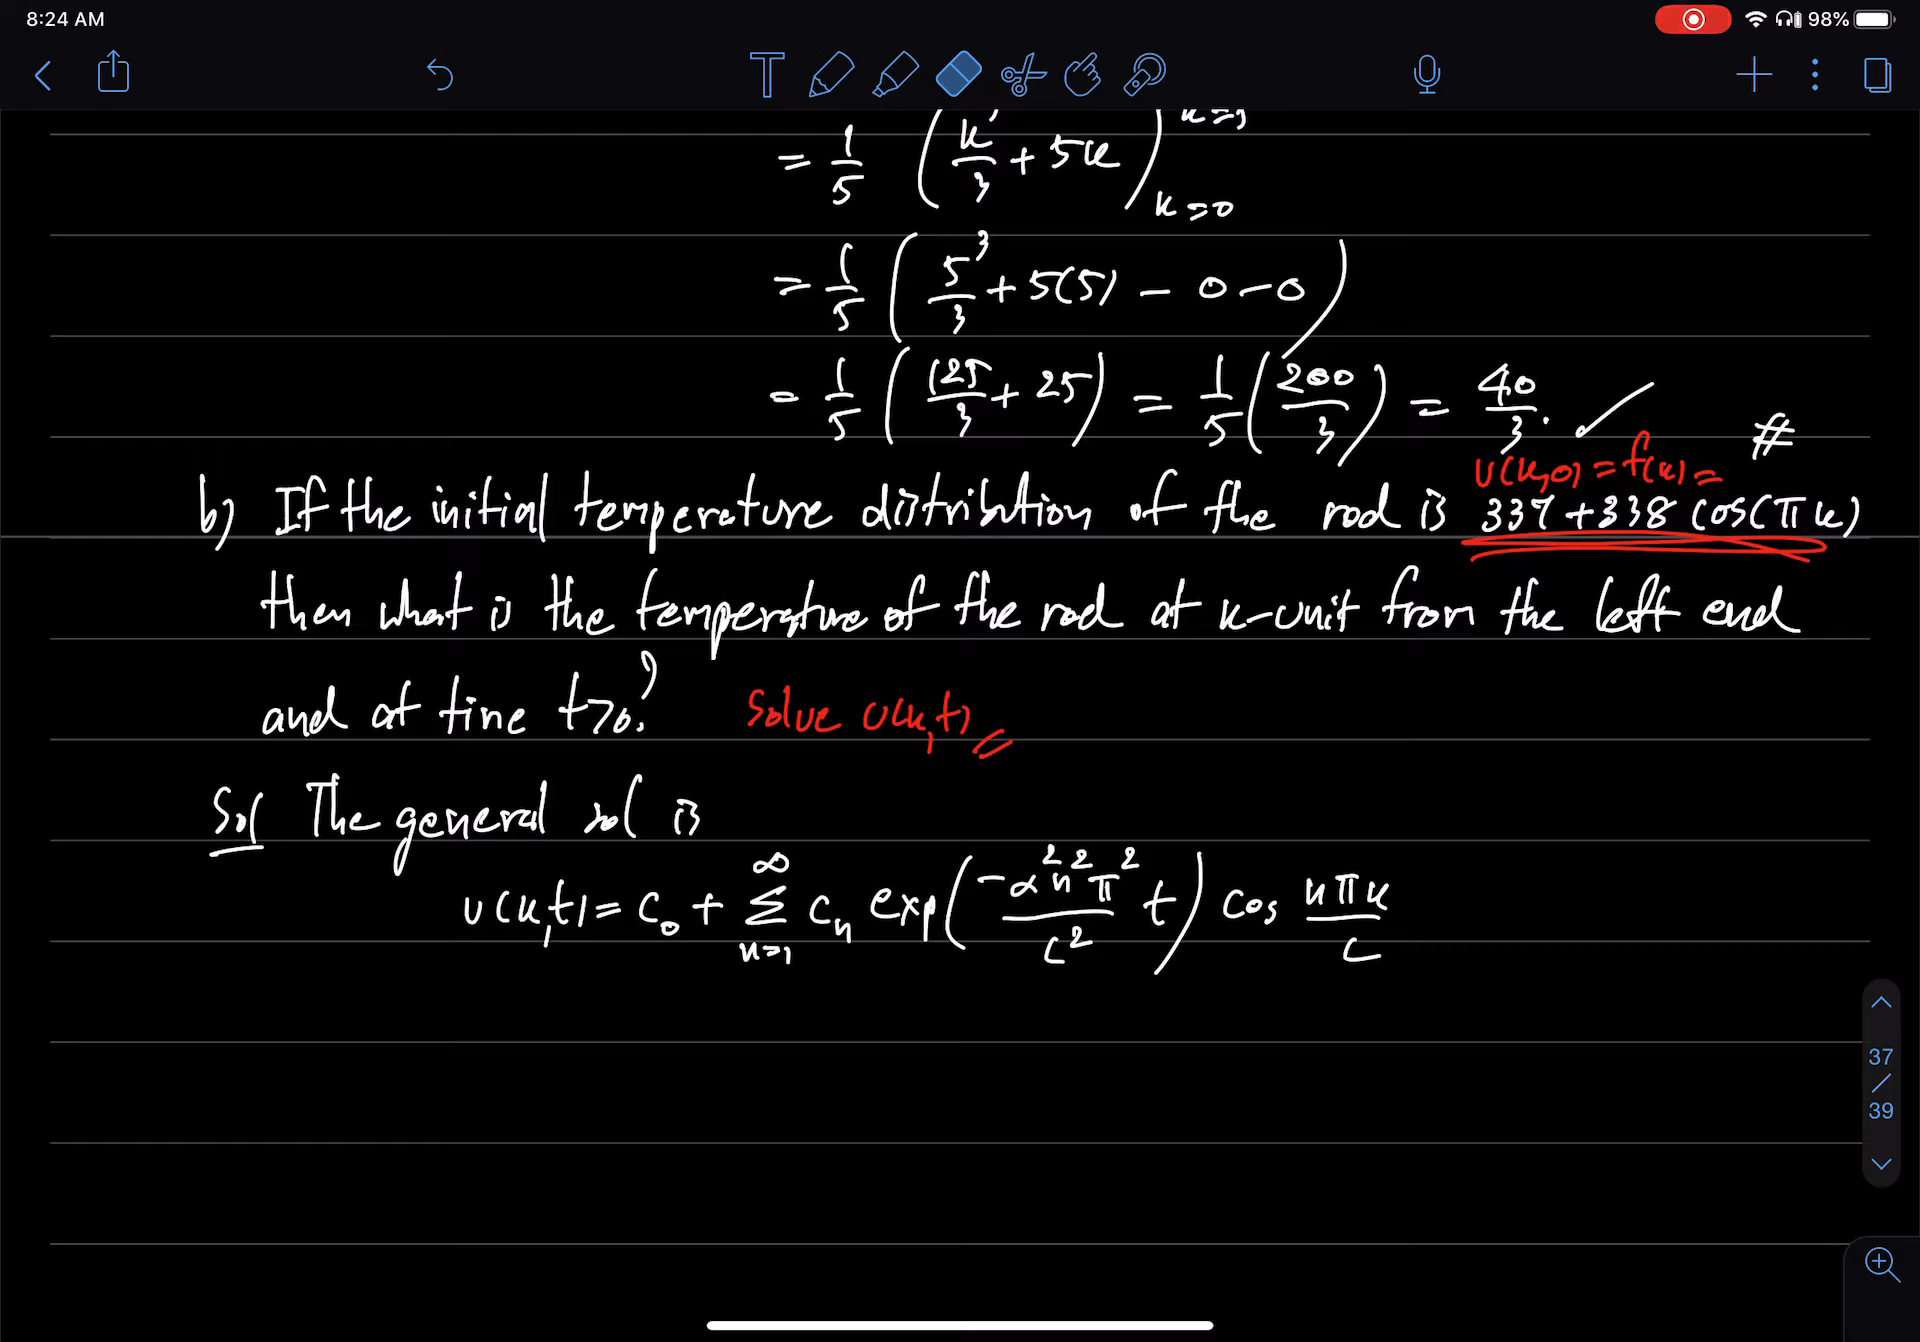 8:24 AM
98%
T
x=5
= 1/5 (x³/3 + 5x)
x=0
= 1/5 (5³/3 + 5(5) - 0 - 0)
= 1/5 (125/3 + 25) = 1/5 (200/3) = 40/3. ✓ #
u(x,0) = f(x) =
b) If the initial temperature distribution of the rod is 337 + 338 cos(πx)
then what is the temperature of the rod at x-unit from the left end
and at time t>0? Solve u(x,t)
Sol The general sol is
u(x,t) = c₀ + ∑_{n=1}^{∞} cₙ exp(-α²n²π²/L² t) cos nπx/L
37
/
39